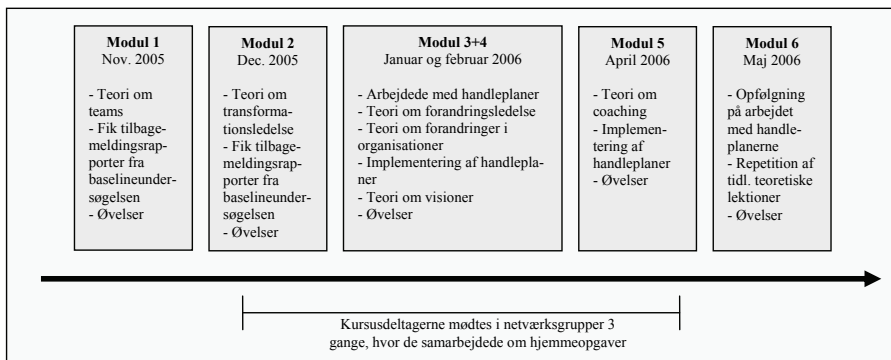 Modul 1
Nov. 2005
- Teori om
teams
- Fik tilbage-
meldingsrap-
porter fra
baselineunder-
søgelsen
- Øvelser
Modul 2
Dec. 2005
- Teori om
transforma-
tionsledelse
- Fik tilbage-
meldingsrap-
porter fra
baselineunder-
søgelsen
- Øvelser
Modul 3+4
Januar og februar 2006
- Arbejdede med handleplaner
- Teori om forandringsledelse
- Teori om forandringer i
organisationer
- Implementering af handlepla-
ner
- Teori om visioner
- Øvelser
Modul 5
April 2006
- Teori om
coaching
- Implemen-
tering af
handleplaner
- Øvelser
Modul 6
Maj 2006
- Opfølgning
på arbejdet
med handle-
planerne
- Repetition af
tidl. teoretiske
lektioner
- Øvelser
Kursusdeltagerne mødtes i netværksgrupper 3
gange, hvor de samarbejdede om hjemmeopgaver